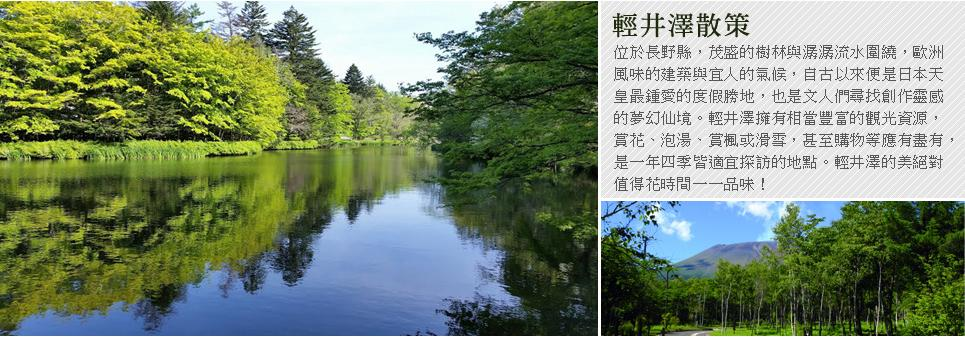 輕井澤散策
位於長野縣，茂盛的樹林與潺潺流水圍繞，歐洲
風味的建築與宜人的氣候，自古以來便是日本天
皇最鍾愛的度假勝地，也是文人們尋找創作靈感
的夢幻仙境。輕井澤擁有相當豐富的觀光資源，
賞花、泡湯、賞楓或滑雪，甚至購物等應有盡有，
是一年四季皆適宜探訪的地點。輕井澤的美絕對
值得花時間一一品味！